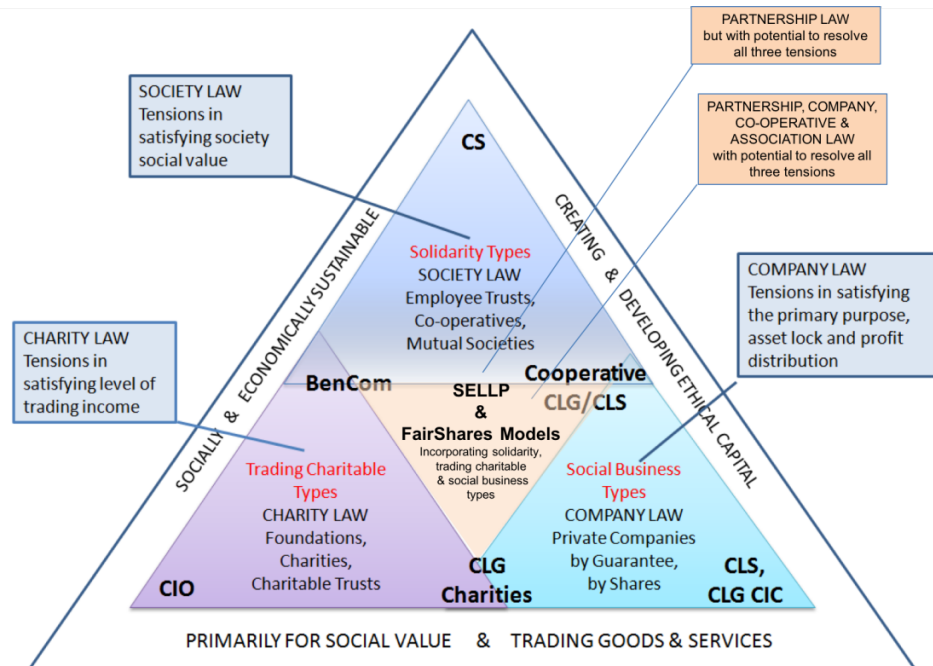 PARTNERSHIP LAW
but with potential to resolve
all three tensions
PARTNERSHIP, COMPANY,
CO-OPERATIVE &
ASSOCIATION LAW
with potential to resolve all
three tensions
SOCIETY LAW
Tensions in
satisfying society
social value
CS
SOCIALLY & ECONOMICALLY SUSTAINABLE
CREATING & DEVELOPING ETHICAL CAPITAL
Solidarity Types
SOCIETY LAW
Employee Trusts,
Co-operatives,
Mutual Societies
COMPANY LAW
Tensions in satisfying
the primary purpose,
asset lock and profit
distribution
CHARITY LAW
Tensions in
satisfying level of
trading income
BenCom
Cooperative
CLG/CLS
SELLP
&
FairShares Models
Incorporating solidarity,
trading charitable
& social business
types
Trading Charitable
Types
CHARITY LAW
Foundations,
Charities,
Charitable Trusts
Social Business
Types
COMPANY LAW
Private Companies
by Guarantee,
by Shares
CIO
CLG
Charities
CLS,
CLG CIC
PRIMARILY FOR SOCIAL VALUE & TRADING GOODS & SERVICES